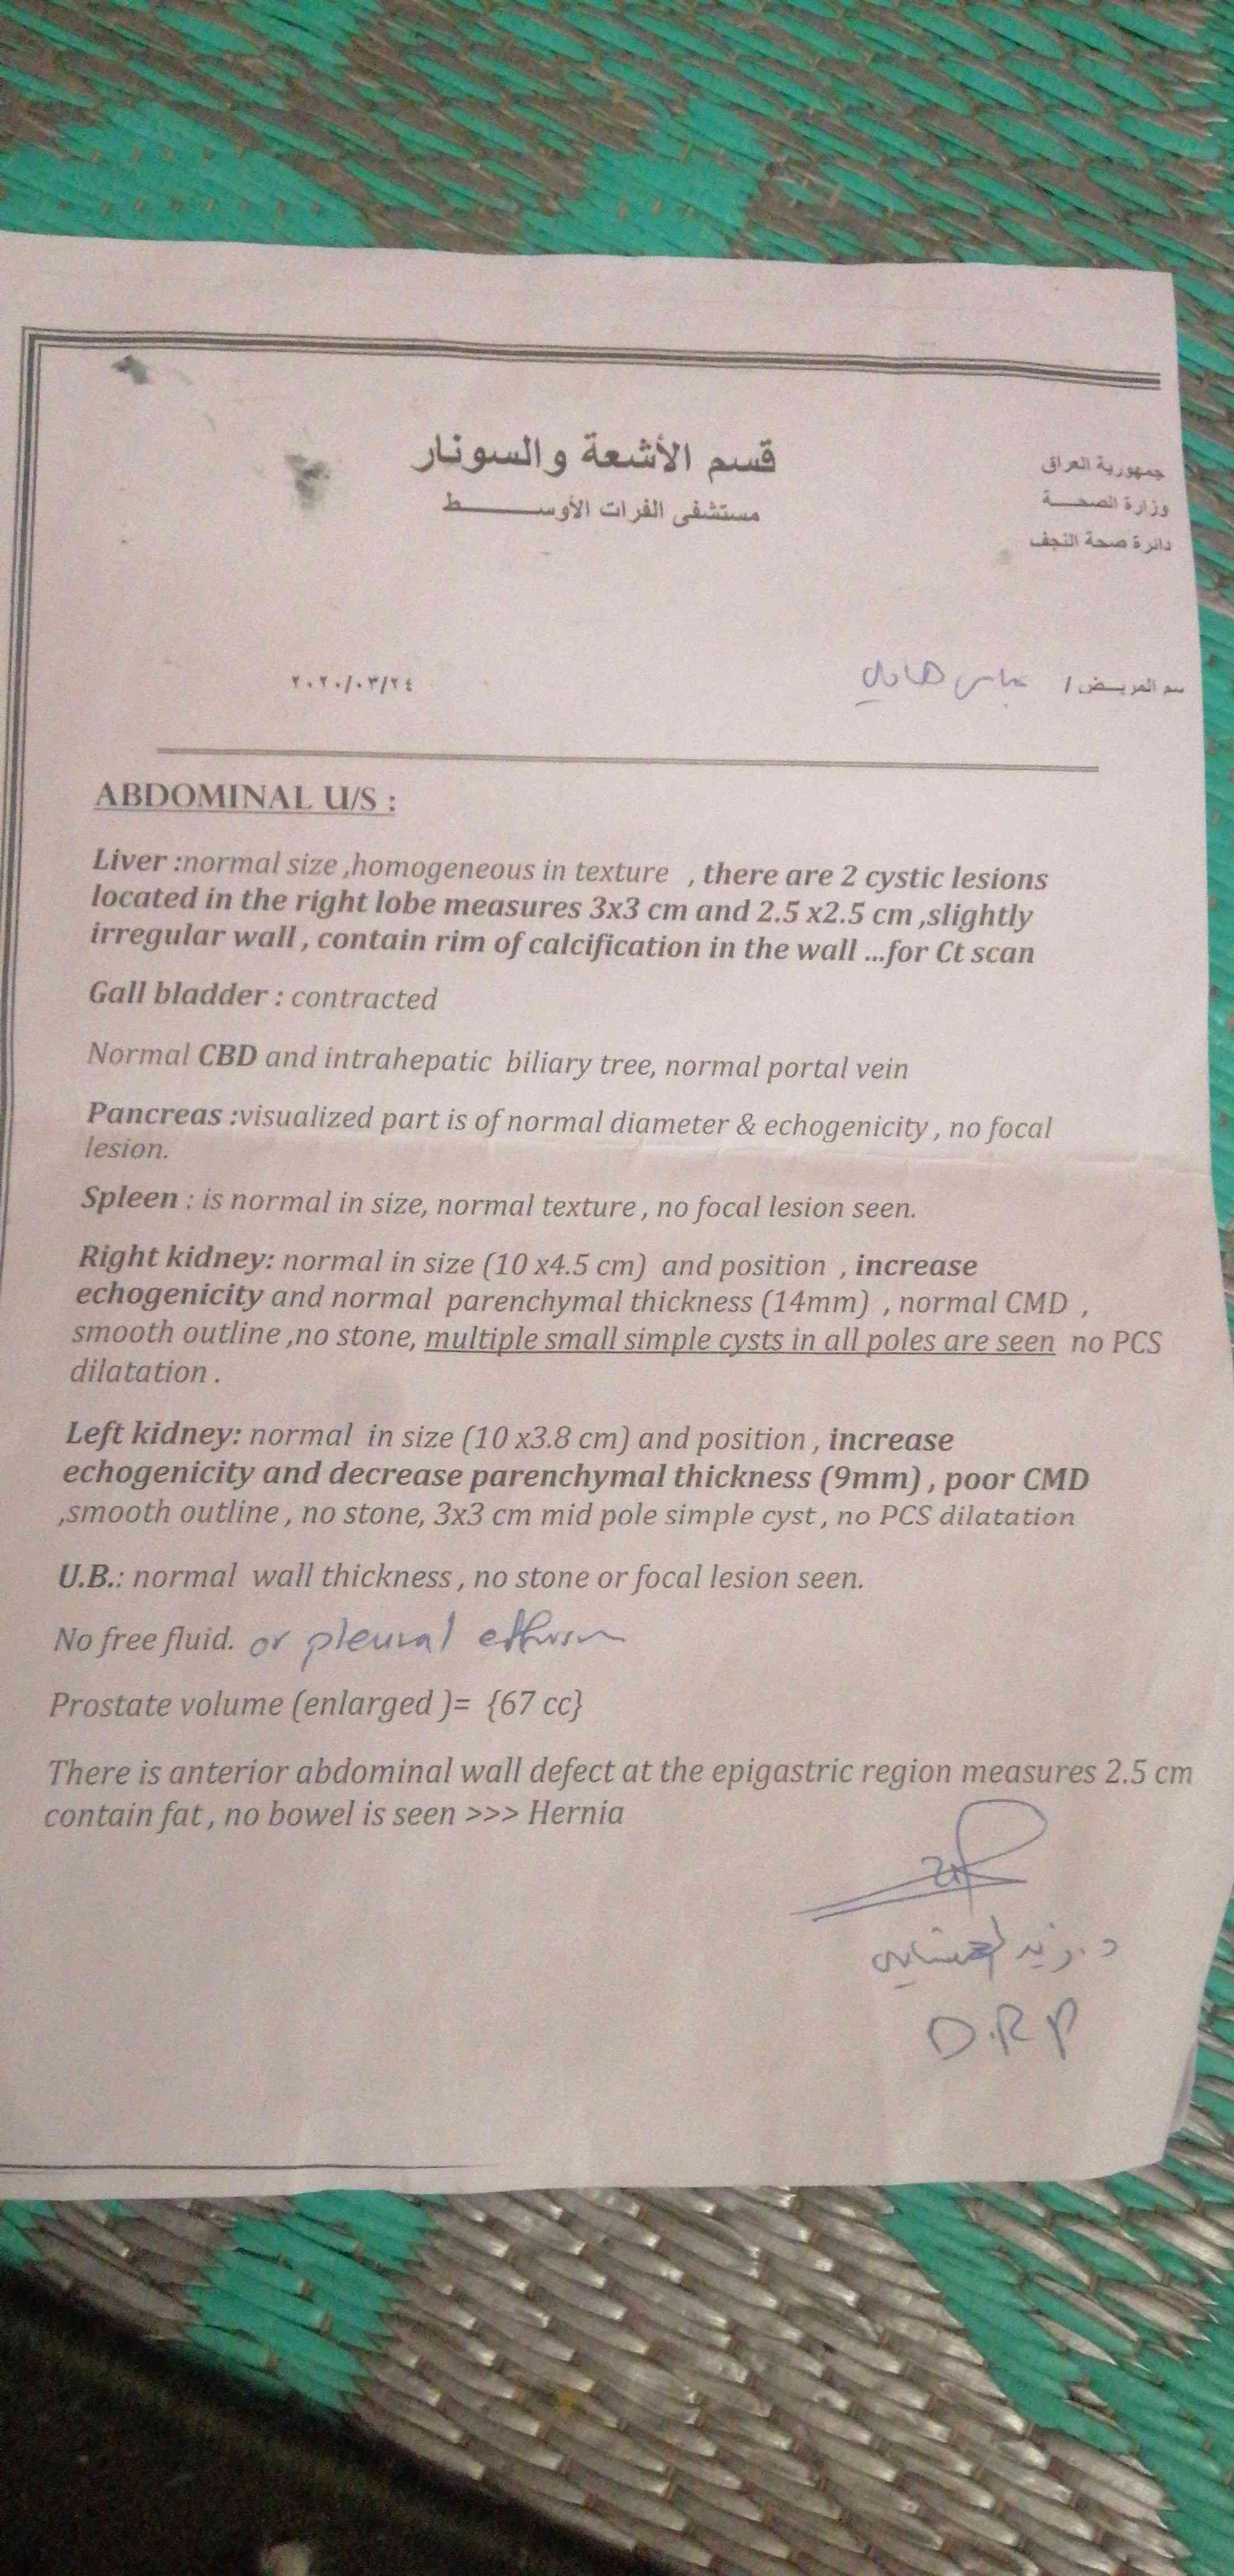 قسم الأشعة والسونار
مستشفى الفرات الأوســـــط
جمهورية العراق
وزارة الصحـــة
دائرة صحة النجف
سم المريـــض / عباس هادي
٢٠٢٠/٠٣/٢٤
ABDOMINAL U/S :
Liver :normal size ,homogeneous in texture , there are 2 cystic lesions
located in the right lobe measures 3x3 cm and 2.5 x2.5 cm ,slightly
irregular wall , contain rim of calcification in the wall ...for Ct scan
Gall bladder : contracted
Normal CBD and intrahepatic biliary tree, normal portal vein
Pancreas :visualized part is of normal diameter & echogenicity , no focal
lesion.
Spleen : is normal in size, normal texture , no focal lesion seen.
Right kidney: normal in size (10 x4.5 cm) and position , increase
echogenicity and normal parenchymal thickness (14mm) , normal CMD ,
smooth outline ,no stone, multiple small simple cysts in all poles are seen no PCS
dilatation .
Left kidney: normal in size (10 x3.8 cm) and position , increase
echogenicity and decrease parenchymal thickness (9mm) , poor CMD
,smooth outline , no stone, 3x3 cm mid pole simple cyst , no PCS dilatation
U.B.: normal wall thickness , no stone or focal lesion seen.
No free fluid. or pleural effusion
Prostate volume (enlarged )= {67 cc}
There is anterior abdominal wall defect at the epigastric region measures 2.5 cm
contain fat , no bowel is seen >>> Hernia
د. زيد
D.R.P